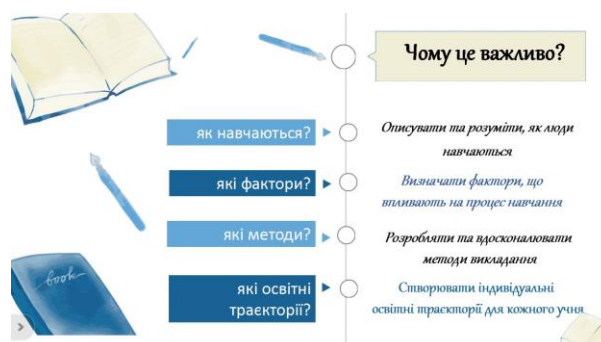 Чому це важливо?
як навчаються?
Описувати та розуміти, як люди
навчаються
які фактори?
Визначати фактори, що
впливають на процес навчання
які методи?
Розробляти та вдосконалювати
методи викладання
які освітні
траєкторії?
Створювати індивідуальні
освітні траєкторії для кожного учня
book